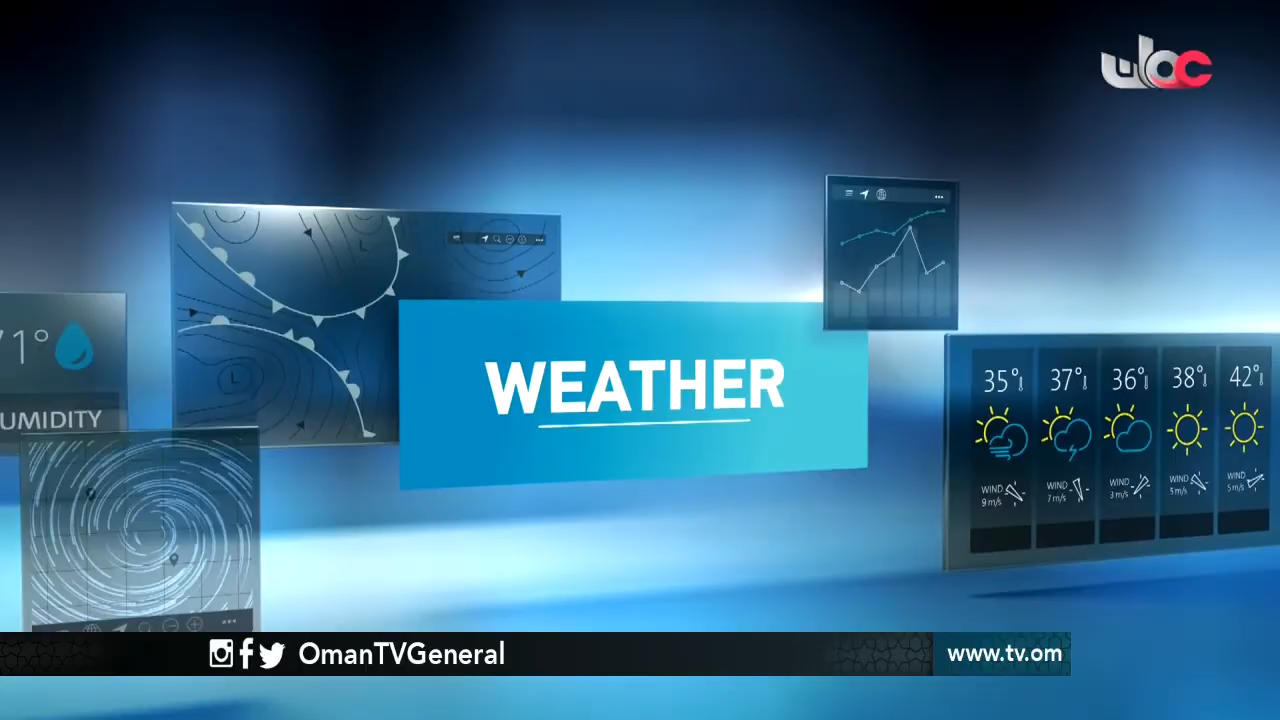 WEATHER
71°
UMIDITY
L
L
35°
37°
36°
38°
42°
WIND
9 m/s
WIND
7 m/s
WIND
3 m/s
WIND
5 m/s
WIND
5 m/s
OmanTVGeneral
www.tv.om